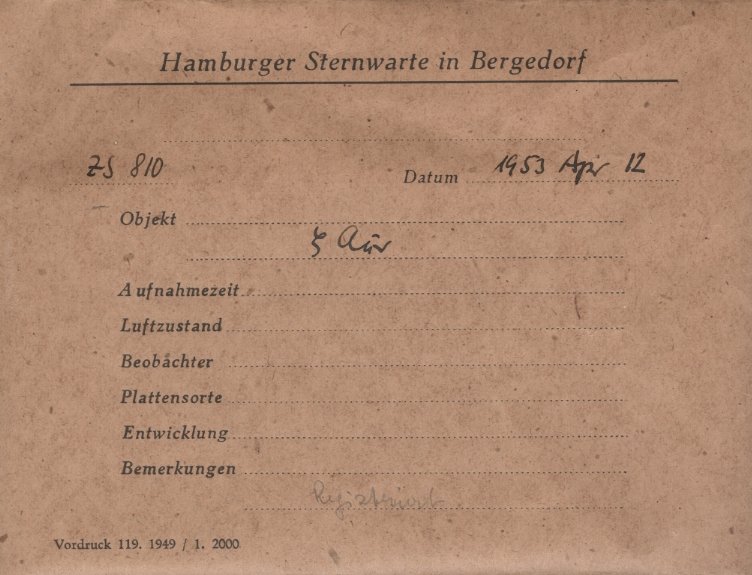 Hamburger Sternwarte in Bergedorf
ZS 810 Datum 1953 Apr 12
Objekt
ζ Aur
Aufnahmezeit
Luftzustand
Beobachter
Plattensorte
Entwicklung
Bemerkungen
Registriert
Vordruck 119. 1949 / 1. 2000